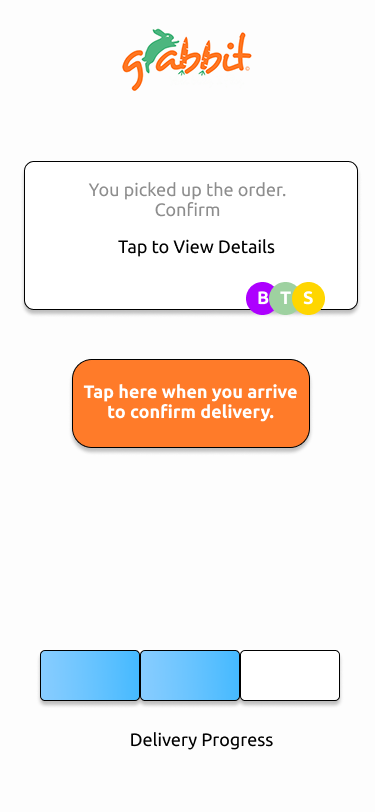 grabbit
You picked up the order.
Confirm
Tap to View Details
B T S
Tap here when you arrive
to confirm delivery.
Delivery Progress